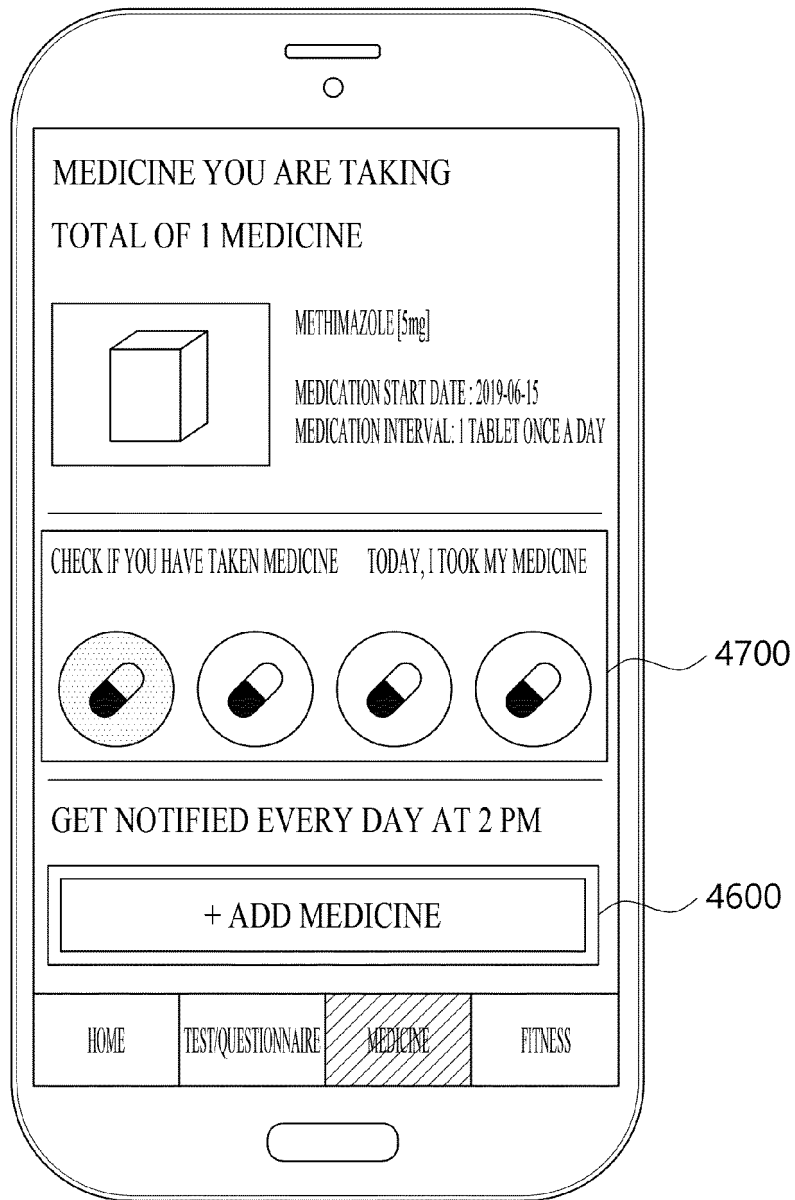 MEDICINE YOU ARE TAKING
TOTAL OF 1 MEDICINE
METHIMAZOLE [5mg]
MEDICATION START DATE : 2019-06-15
MEDICATION INTERVAL: 1 TABLET ONCE A DAY
CHECK IF YOU HAVE TAKEN MEDICINE TODAY, I TOOK MY MEDICINE
4700
GET NOTIFIED EVERY DAY AT 2 PM
+ ADD MEDICINE
4600
HOME TEST/QUESTIONNAIRE MEDICINE FITNESS